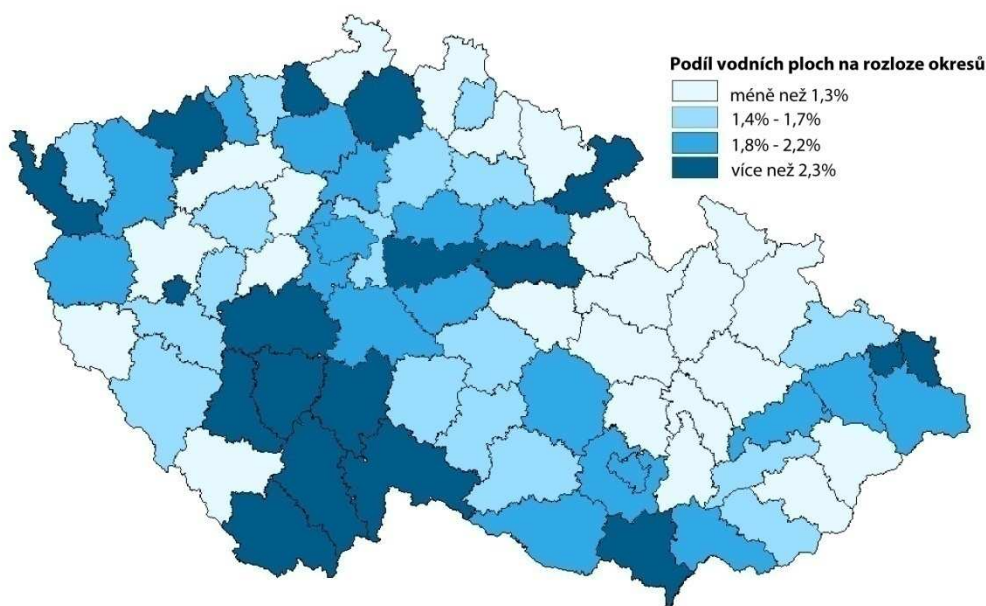 Podíl vodních ploch na rozloze okresů
méně než 1,3%
1,4% - 1,7%
1,8% - 2,2%
více než 2,3%